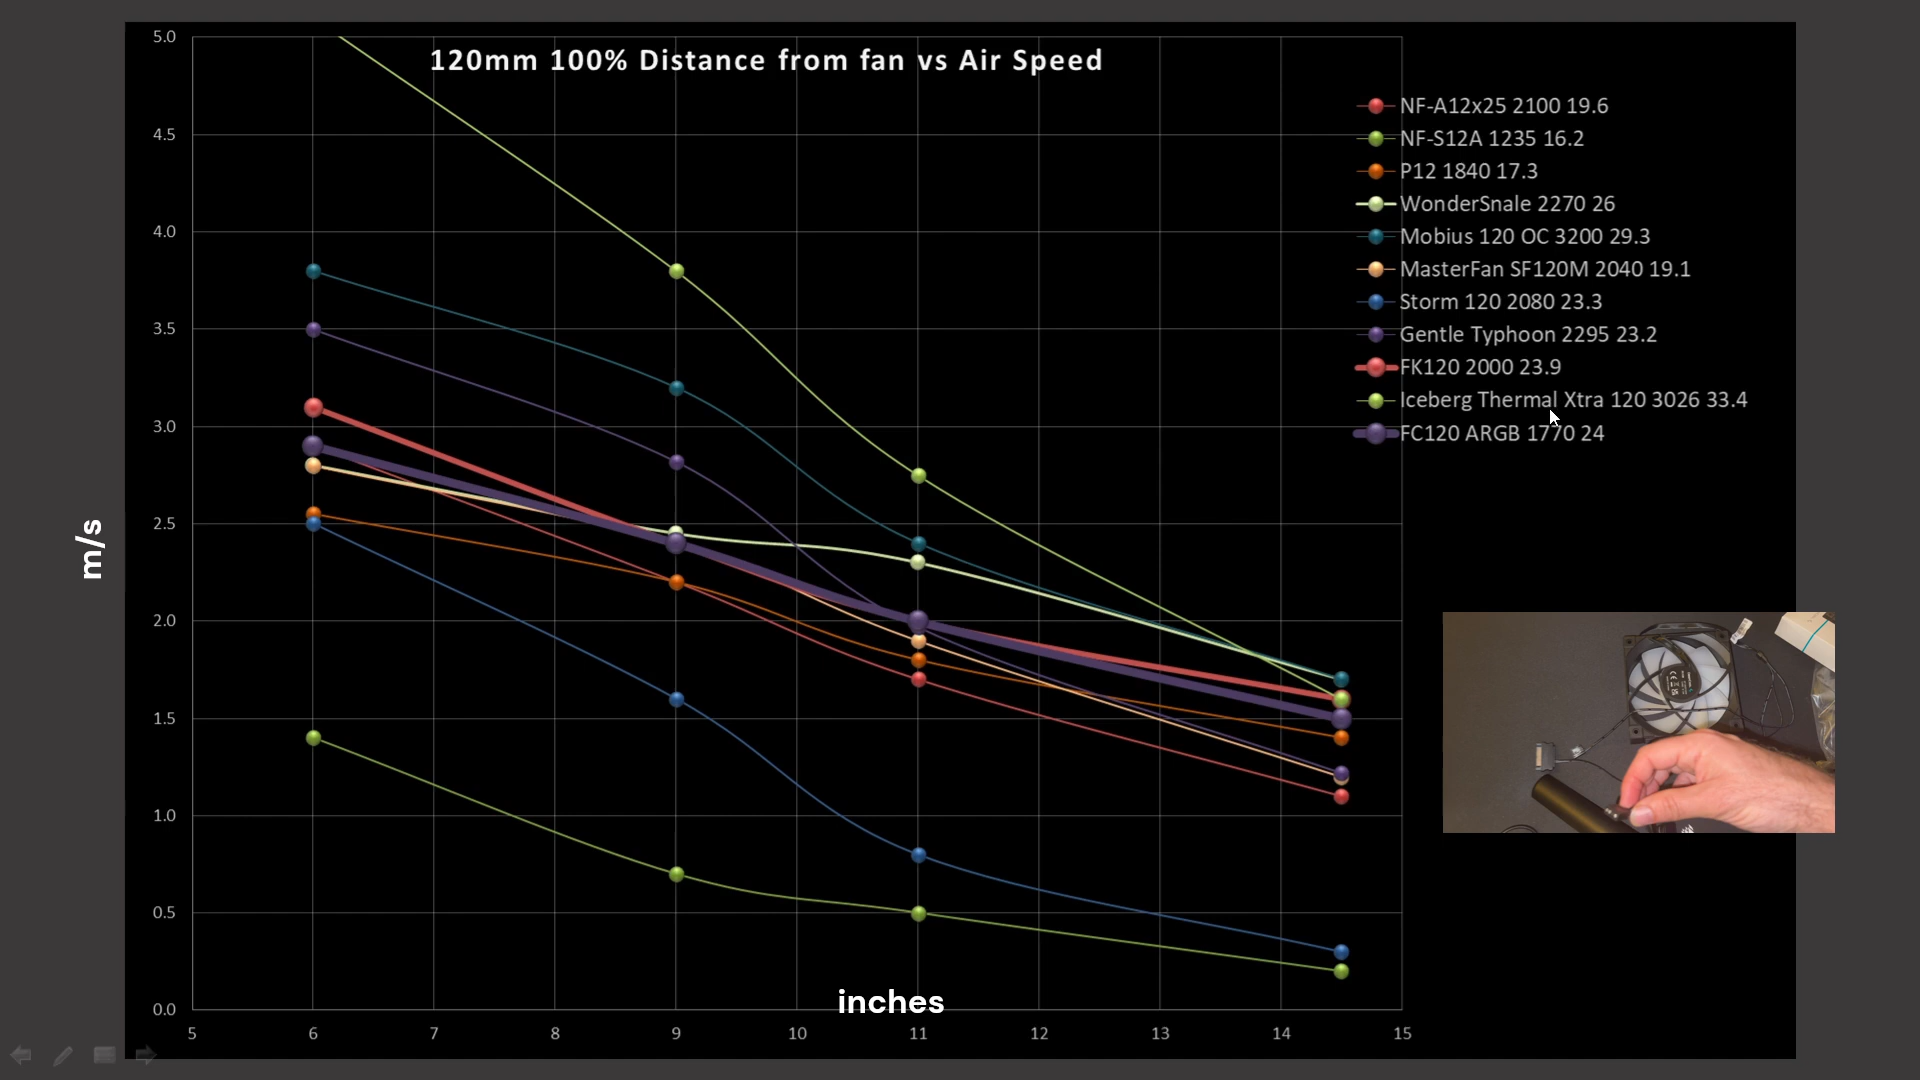 120mm 100% Distance from fan vs Air Speed
5.0
4.5
4.0
3.5
3.0
2.5
2.0
1.5
1.0
0.5
0.0
m/s
5 6 7 8 9 10 11 12 13 14 15
inches
NF-A12x25 2100 19.6
NF-S12A 1235 16.2
P12 1840 17.3
WonderSnale 2270 26
Mobius 120 OC 3200 29.3
MasterFan SF120M 2040 19.1
Storm 120 2080 23.3
Gentle Typhoon 2295 23.2
FK120 2000 23.9
Iceberg Thermal Xtra 120 3026 33.4
FC120 ARGB 1770 24